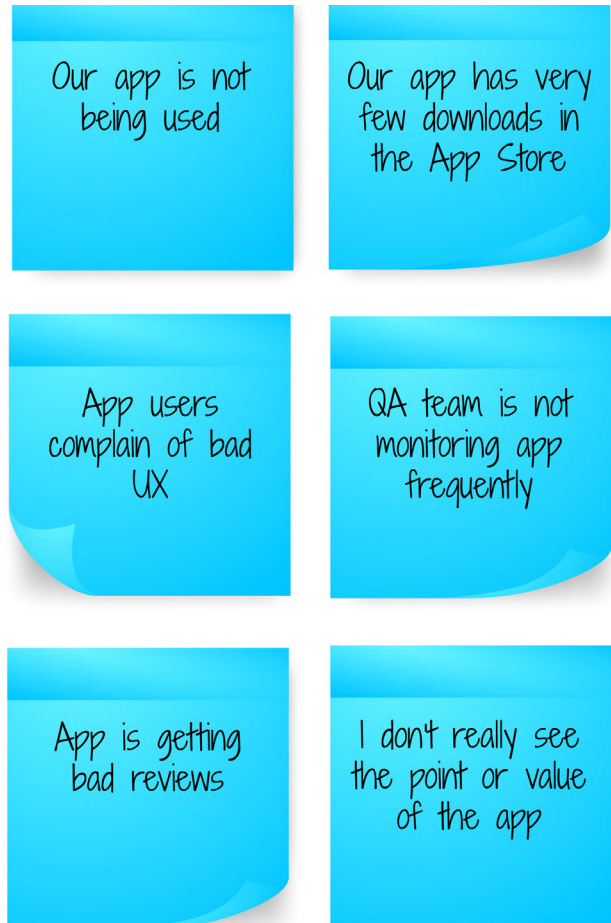 Our app is not
being used
Our app has very
few downloads in
the App Store
App users
complain of bad
UX
QA team is not
monitoring app
frequently
App is getting
bad reviews
I don't really see
the point or value
of the app